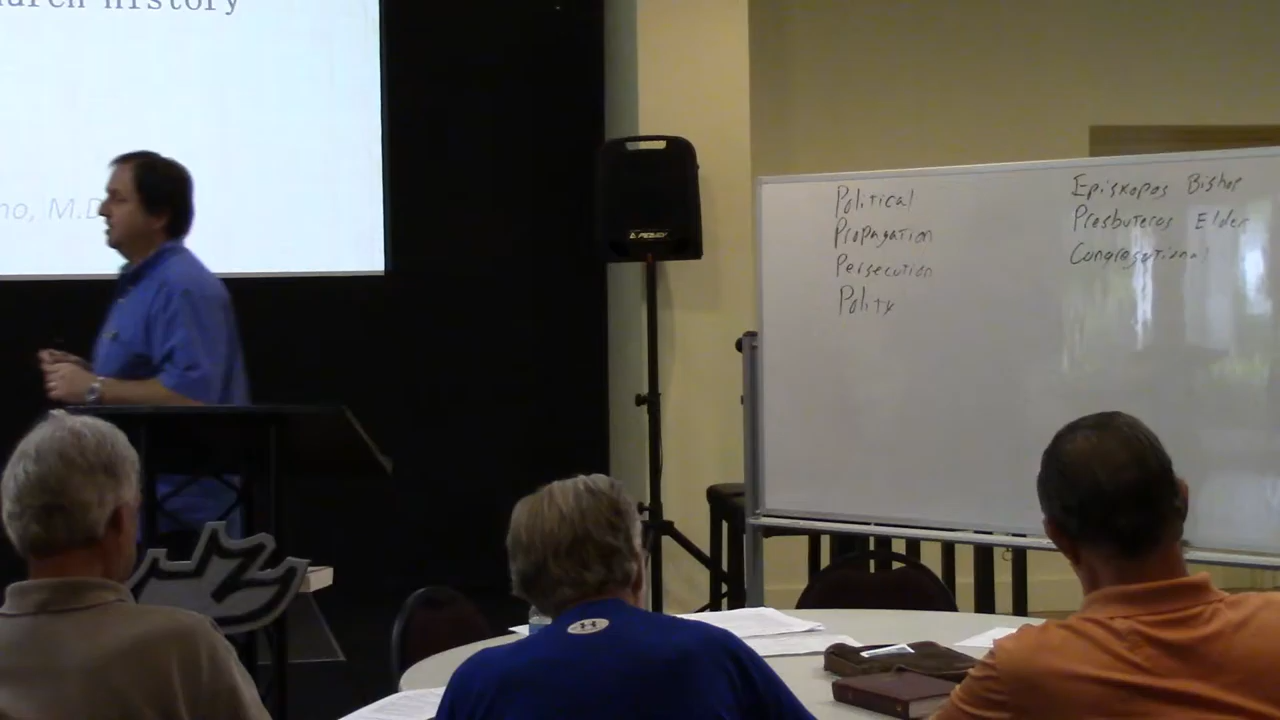 urch History
no, M.D
PEAVEY
Political
Propagation
Persecution
Polity
Episkopos Bishop
Presbuteros Elder
Congregational